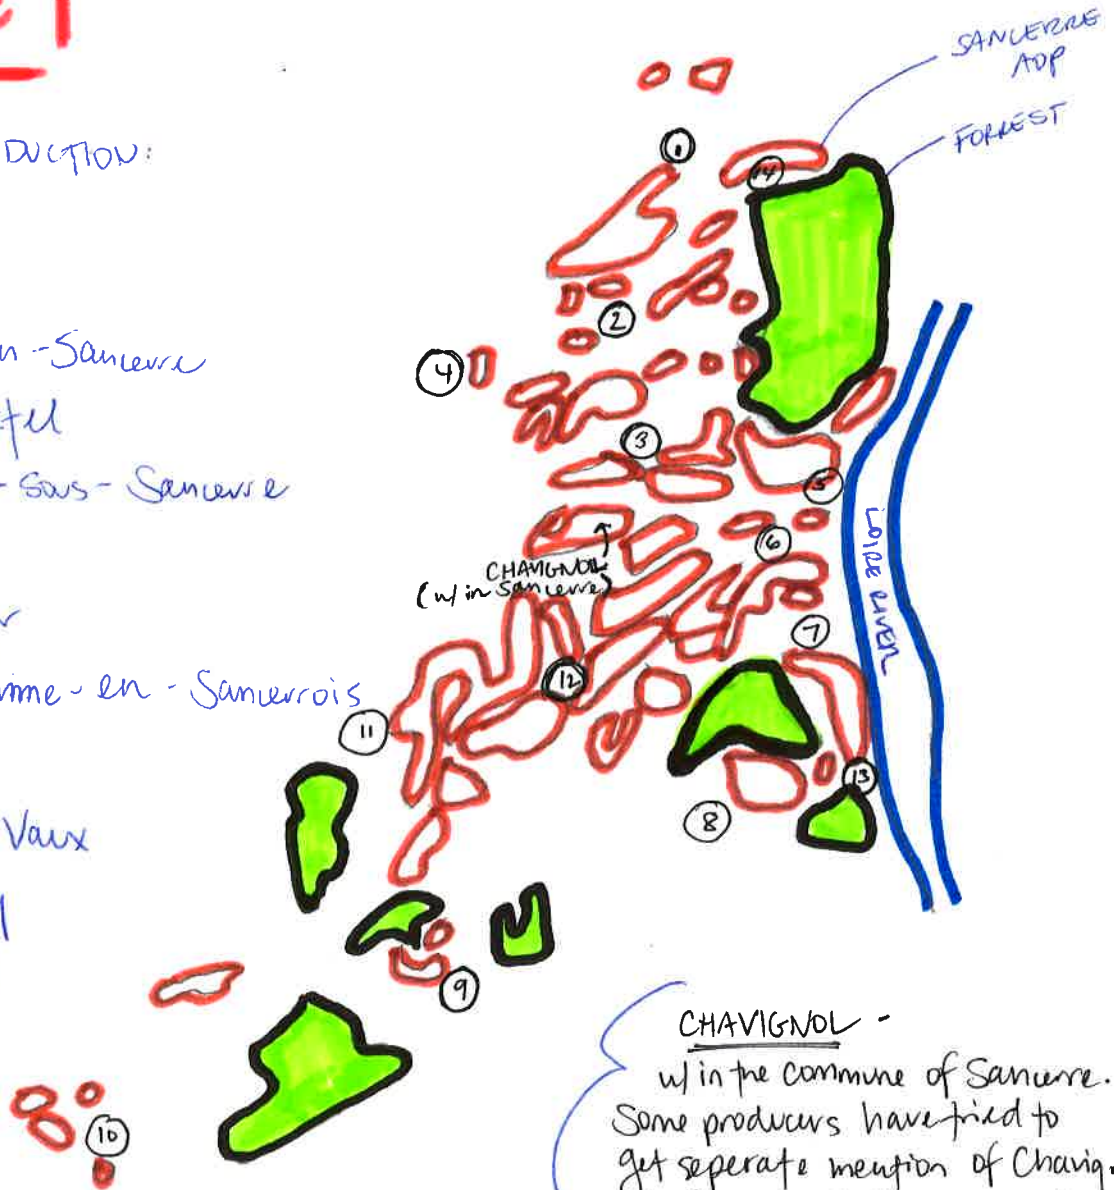 DUCTION:
n-Sancerre
-Sous-Sancerre
en-Sancerrois
Vaux
SANCERRE
AOP
FORREST
1
14
2
4
3
5
CHAVIGNOL
(w/in Sancerre)
6
LOIRE RIVER
7
12
11
13
8
9
10
CHAVIGNOL -
w/in the commune of Sancerre.
Some producers have tried to
get seperate mention of Chavig.